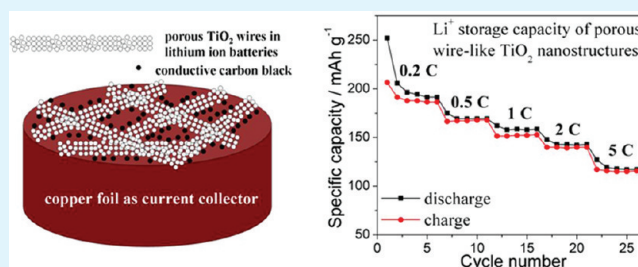 porous TiO₂ wires in
lithium ion batteries
conductive carbon black
copper foil as current collector
Li⁺ storage capacity of porous
wire-like TiO₂ nanostructures
0.2 C
0.5 C
1 C
2 C
5 C
discharge
charge
Specific capacity / mAh g⁻¹
250
200
150
100
50
0
5
10
15
20
25
Cycle number